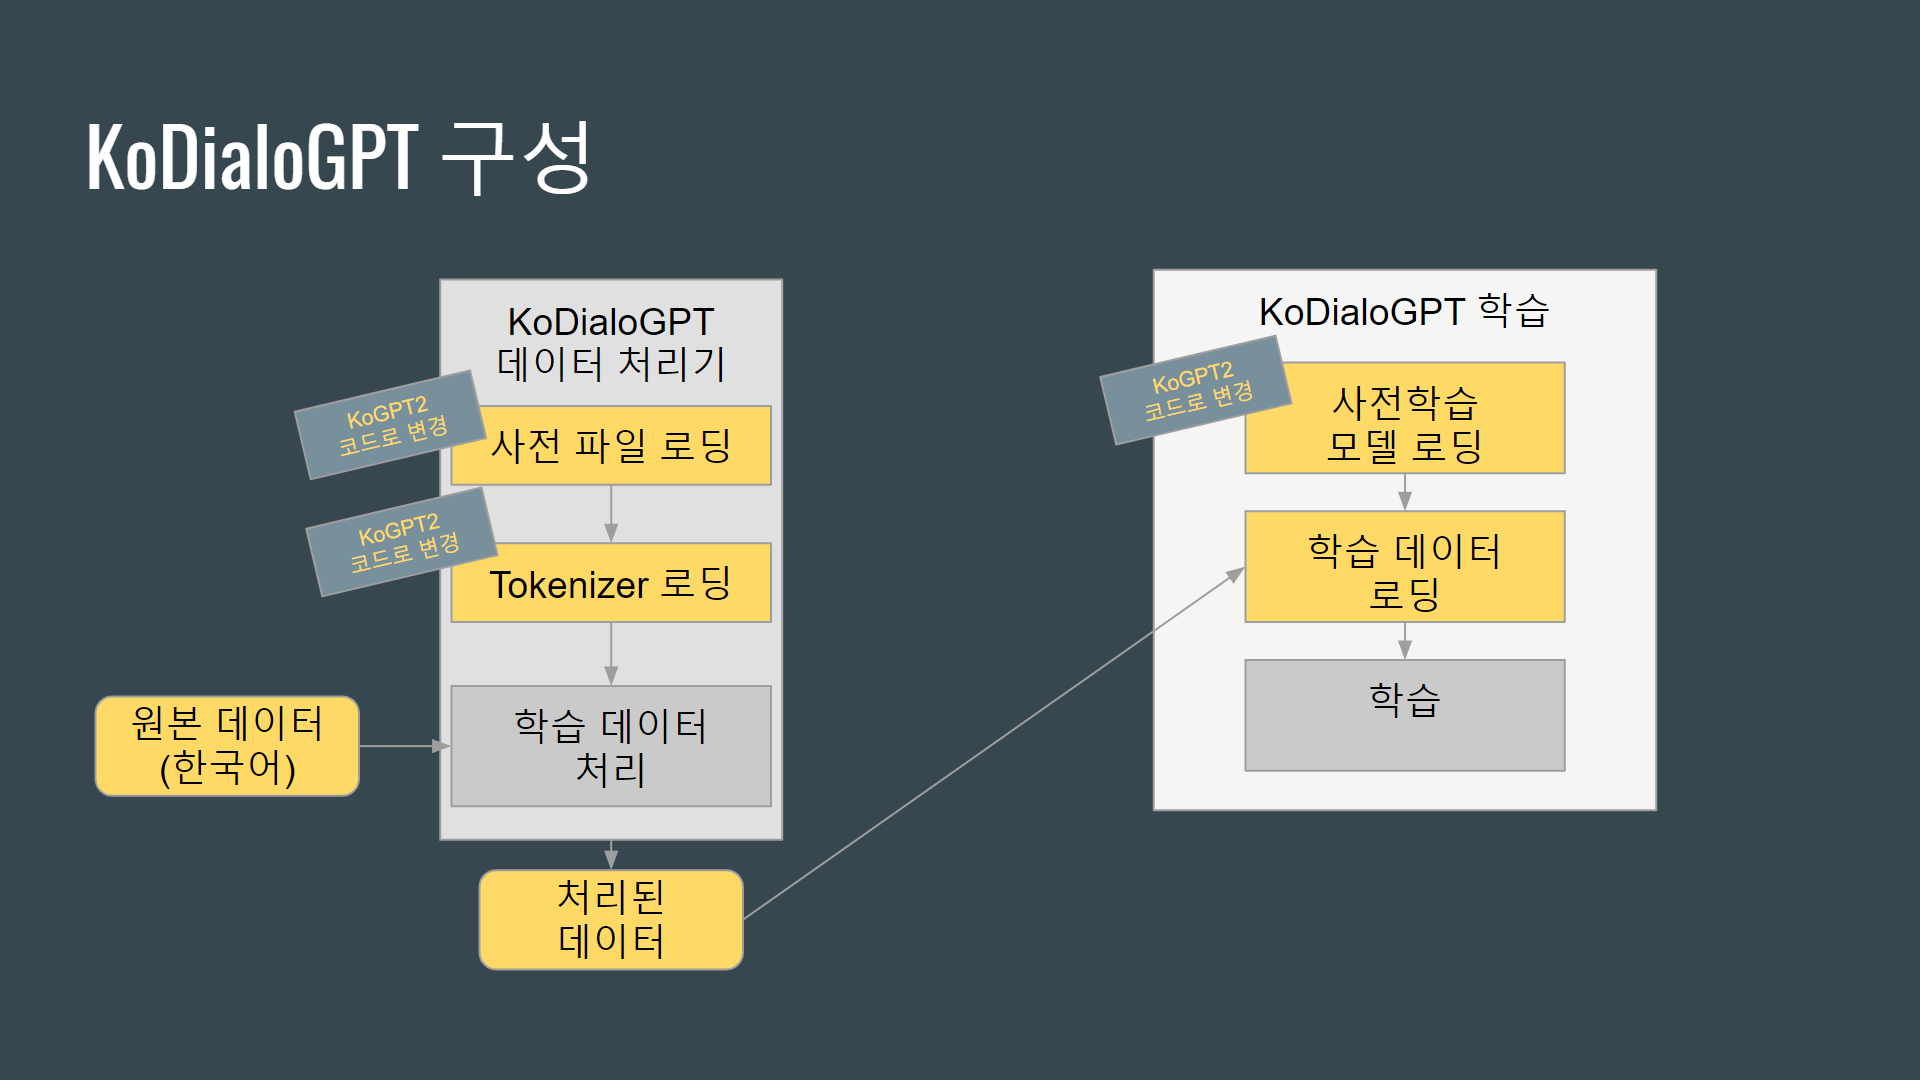 KoDialoGPT 구성
KoDialoGPT
데이터 처리기
KoGPT2
코드로 변경
사전 파일 로딩
KoGPT2
코드로 변경
Tokenizer 로딩
원본 데이터
(한국어)
학습 데이터
처리
처리된
데이터
KoDialoGPT 학습
KoGPT2
코드로 변경
사전학습
모델 로딩
학습 데이터
로딩
학습